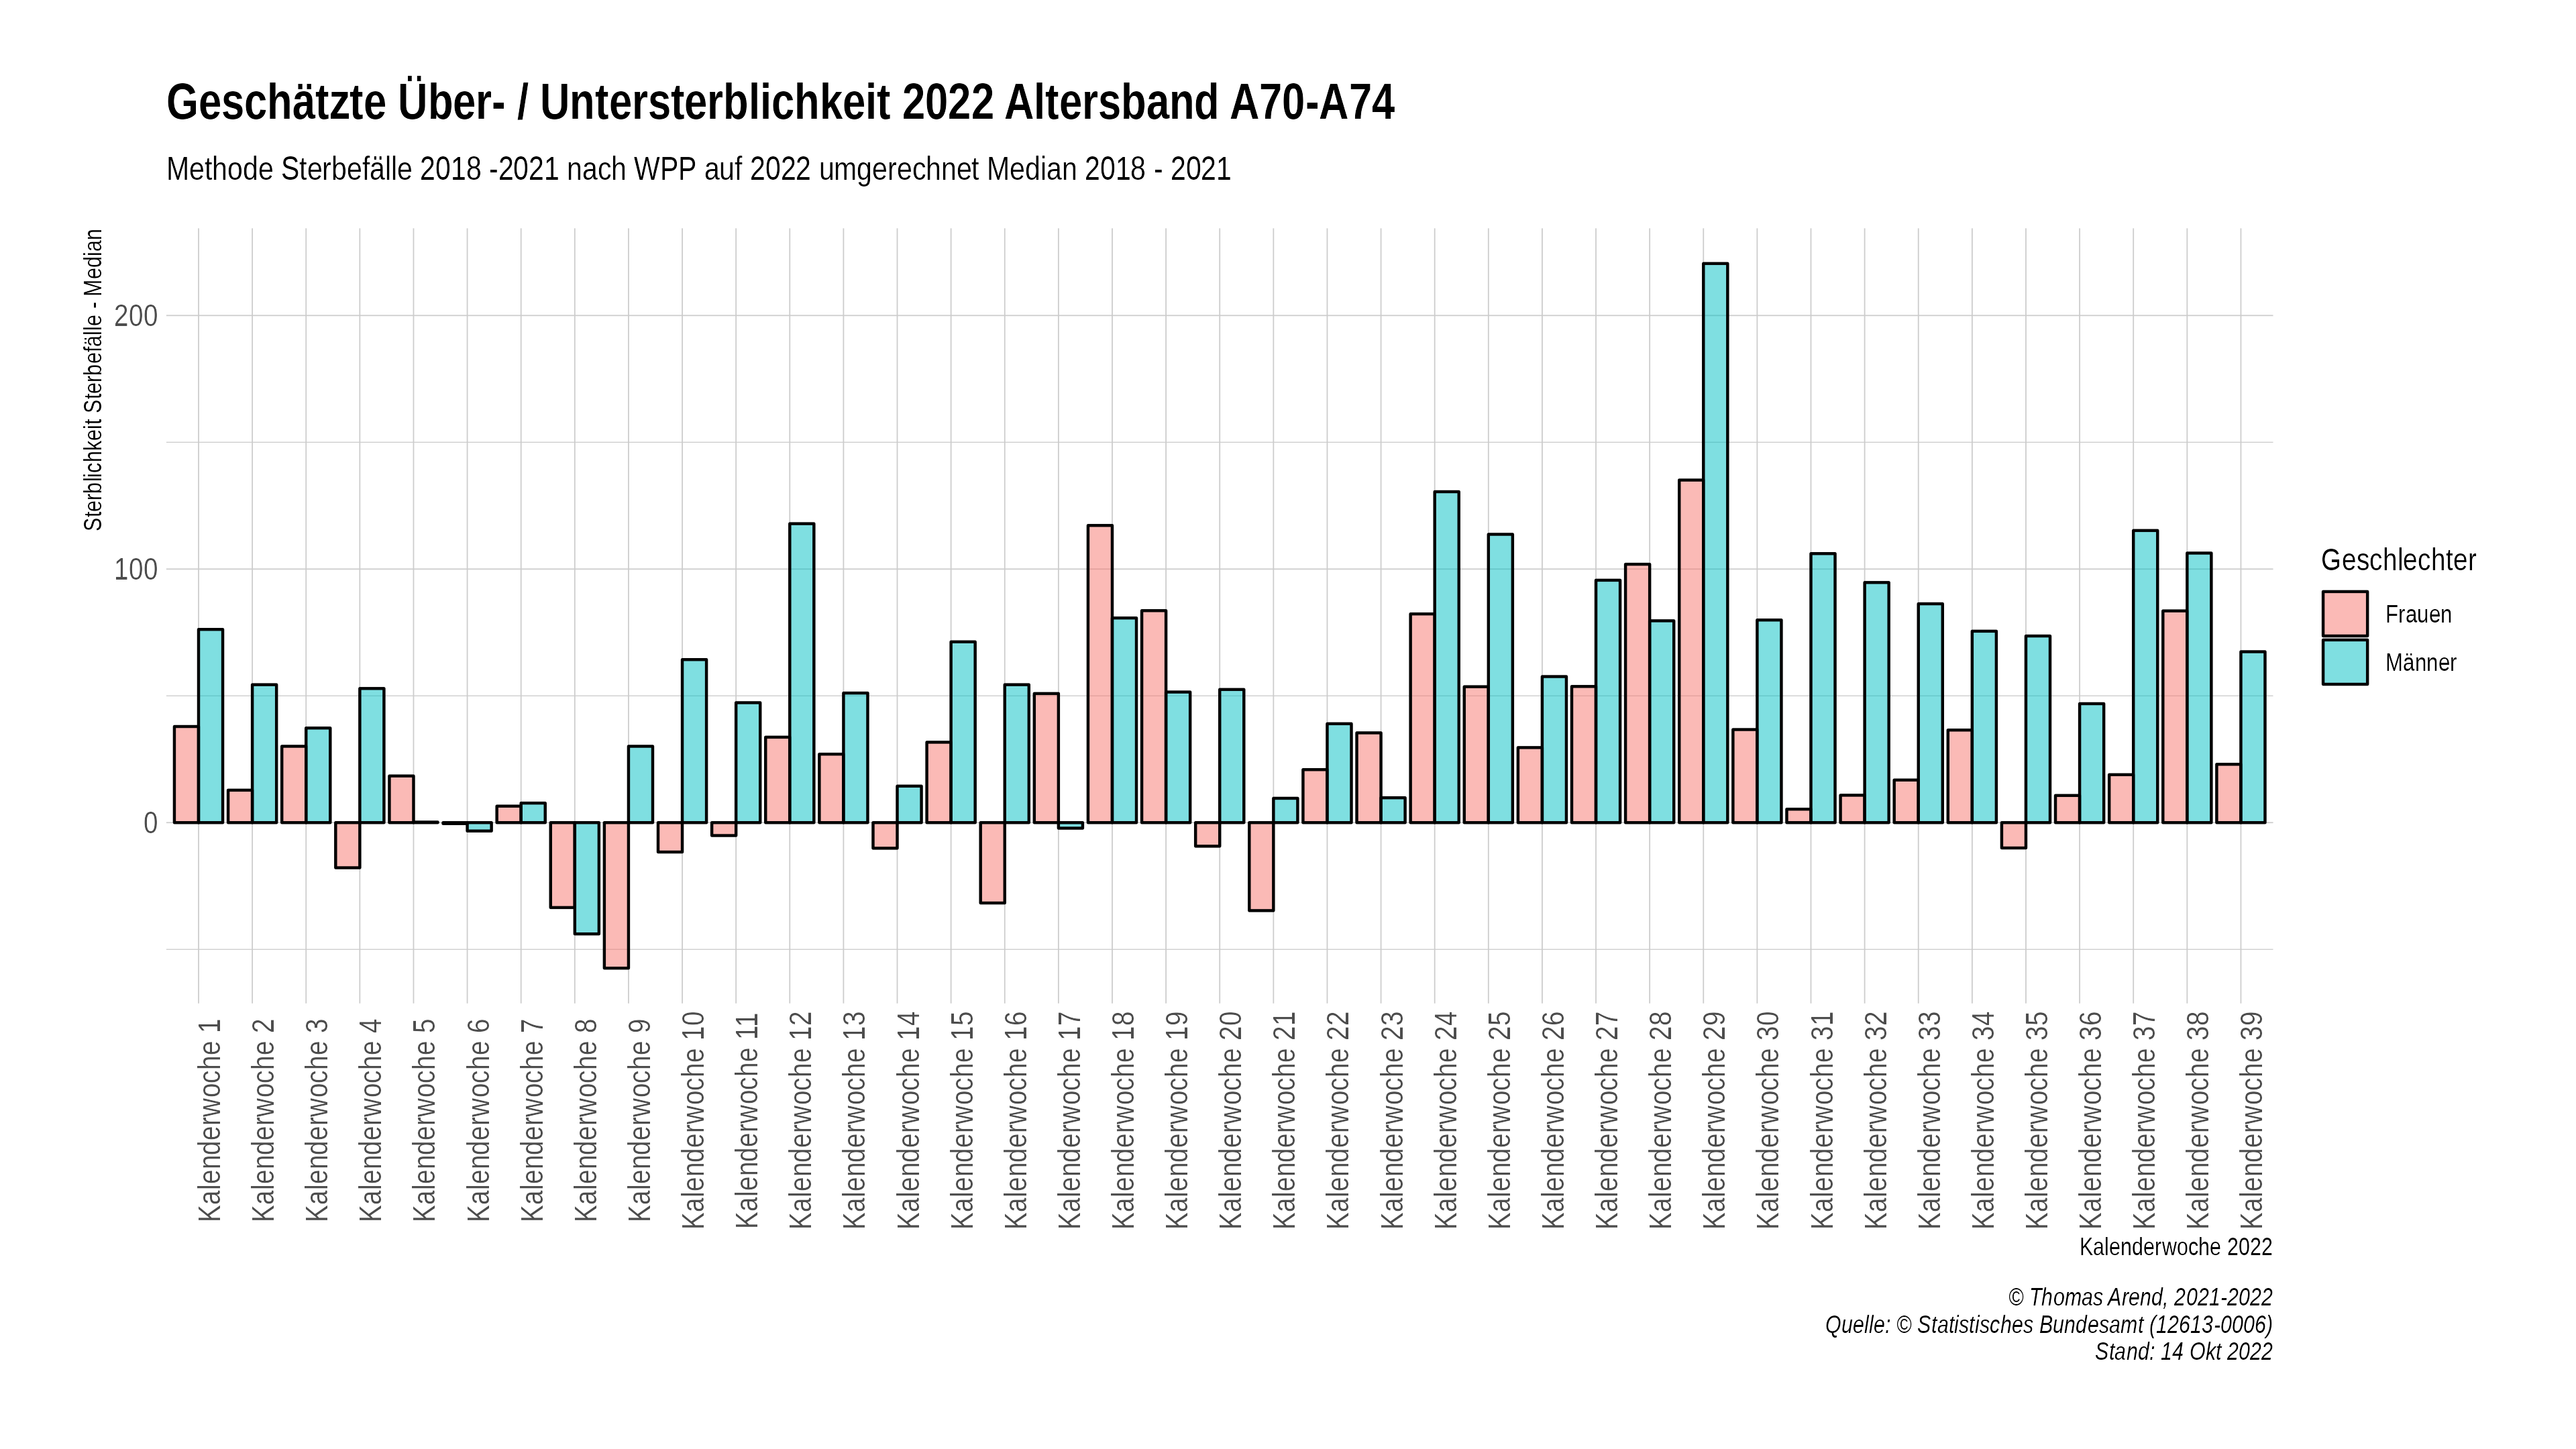 Geschätzte Über- / Untersterblichkeit 2022 Altersband A70-A74
Methode Sterbefälle 2018 -2021 nach WPP auf 2022 umgerechnet Median 2018 - 2021
Sterblichkeit Sterbefälle - Median
200
100
0
Geschlechter
Frauen
Männer
Kalenderwoche 1
Kalenderwoche 2
Kalenderwoche 3
Kalenderwoche 4
Kalenderwoche 5
Kalenderwoche 6
Kalenderwoche 7
Kalenderwoche 8
Kalenderwoche 9
Kalenderwoche 10
Kalenderwoche 11
Kalenderwoche 12
Kalenderwoche 13
Kalenderwoche 14
Kalenderwoche 15
Kalenderwoche 16
Kalenderwoche 17
Kalenderwoche 18
Kalenderwoche 19
Kalenderwoche 20
Kalenderwoche 21
Kalenderwoche 22
Kalenderwoche 23
Kalenderwoche 24
Kalenderwoche 25
Kalenderwoche 26
Kalenderwoche 27
Kalenderwoche 28
Kalenderwoche 29
Kalenderwoche 30
Kalenderwoche 31
Kalenderwoche 32
Kalenderwoche 33
Kalenderwoche 34
Kalenderwoche 35
Kalenderwoche 36
Kalenderwoche 37
Kalenderwoche 38
Kalenderwoche 39
Kalenderwoche 2022
© Thomas Arend, 2021-2022
Quelle: © Statistisches Bundesamt (12613-0006)
Stand: 14 Okt 2022